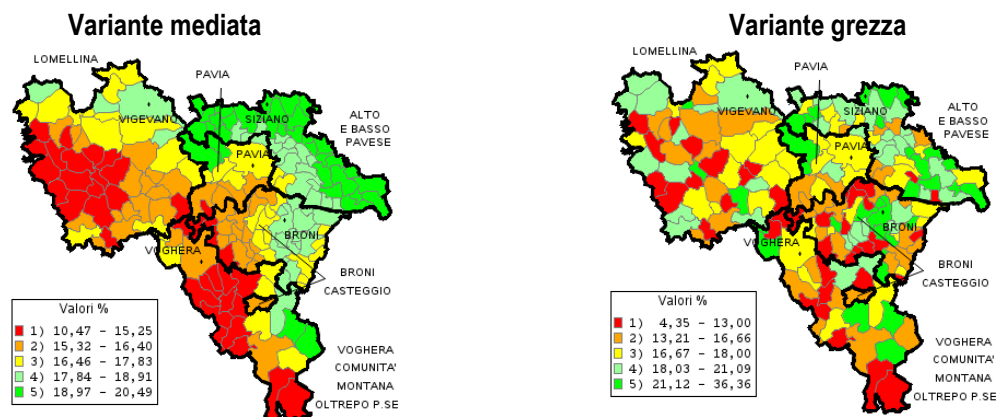 Variante mediata
LOMELLINA
PAVIA
VIGEVANO
SIZIANO
ALTO
E BASSO
PAVESE
PAVIA
VOGHERA
BRONI
BRONI
CASTEGGIO
Valori %
1) 10,47 - 15,25
2) 15,32 - 16,40
3) 16,46 - 17,83
4) 17,84 - 18,91
5) 18,97 - 20,49
VOGHERA
COMUNITA'
MONTANA
OLTREPO P.SE
Variante grezza
LOMELLINA
PAVIA
VIGEVANO
SIZIANO
ALTO
E BASSO
PAVESE
PAVIA
VOGHERA
BRONI
BRONI
CASTEGGIO
Valori %
1) 4,35 - 13,00
2) 13,21 - 16,66
3) 16,67 - 18,00
4) 18,03 - 21,09
5) 21,12 - 36,36
VOGHERA
COMUNITA'
MONTANA
OLTREPO P.SE